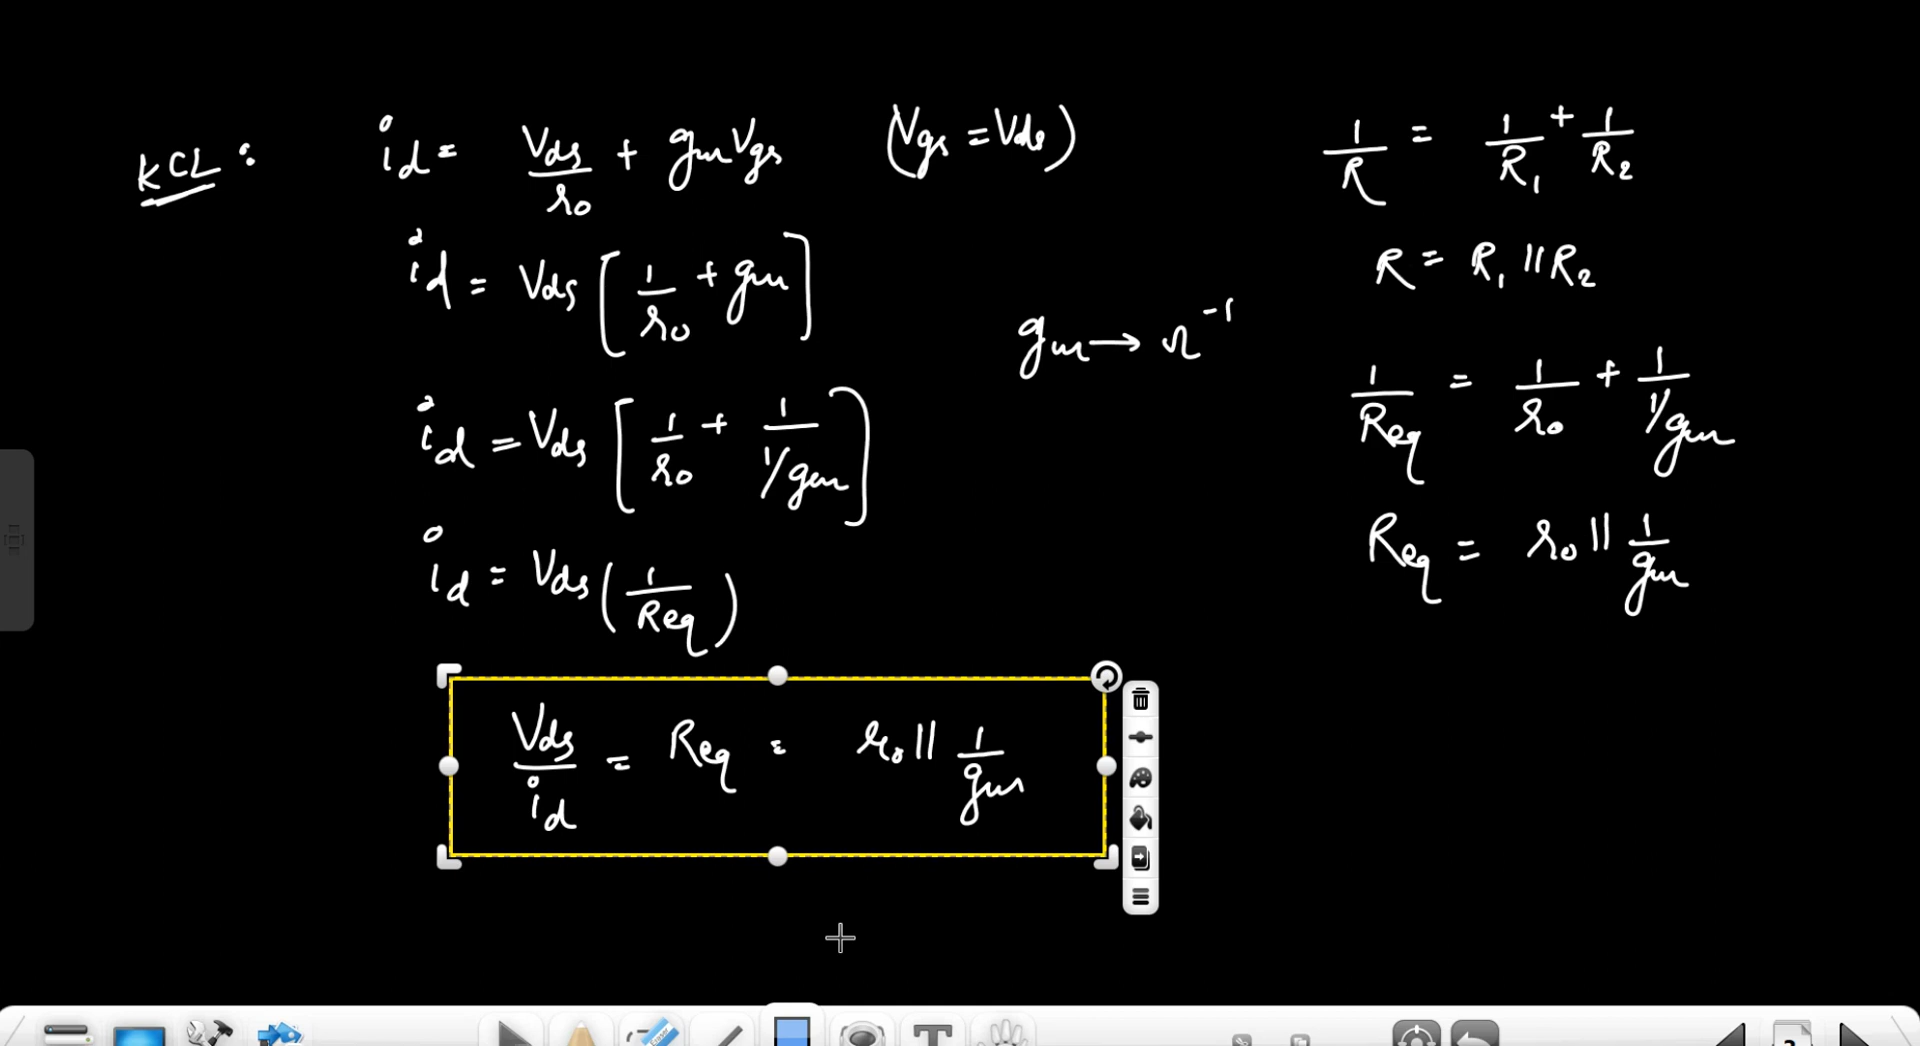 KCL: id = Vds/ro + gmVgs (Vgs = Vds)
id = Vds [1/ro + gm]
id = Vds [1/ro + 1/(1/gm)]
id = Vds (1/Req)
Vds/id = Req = ro || 1/gm
gm → Ω⁻¹
1/R = 1/R₁ + 1/R₂
R = R₁ || R₂
1/Req = 1/ro + 1/(1/gm)
Req = ro || 1/gm
T